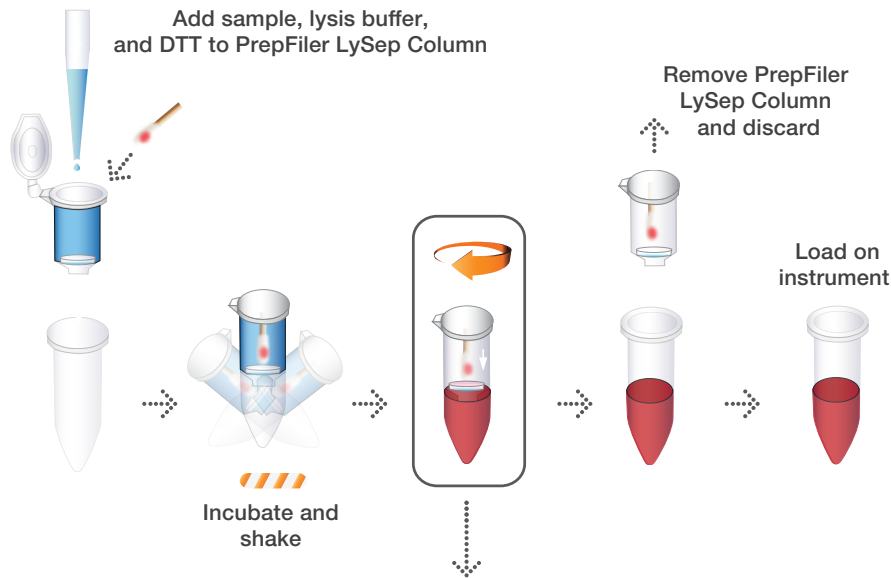 Add sample, lysis buffer,
and DTT to PrepFiler LySep Column
Remove PrepFiler
LySep Column
and discard
Load on
instrument
Incubate and
shake